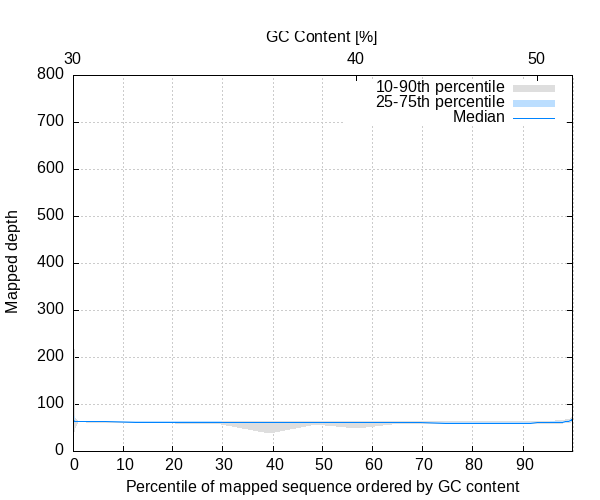 GC Content [%]
30 40 50
800
10-90th percentile
25-75th percentile
Median
700
600
500
400
300
200
100
0
Mapped depth
0 10 20 30 40 50 60 70 80 90
Percentile of mapped sequence ordered by GC content